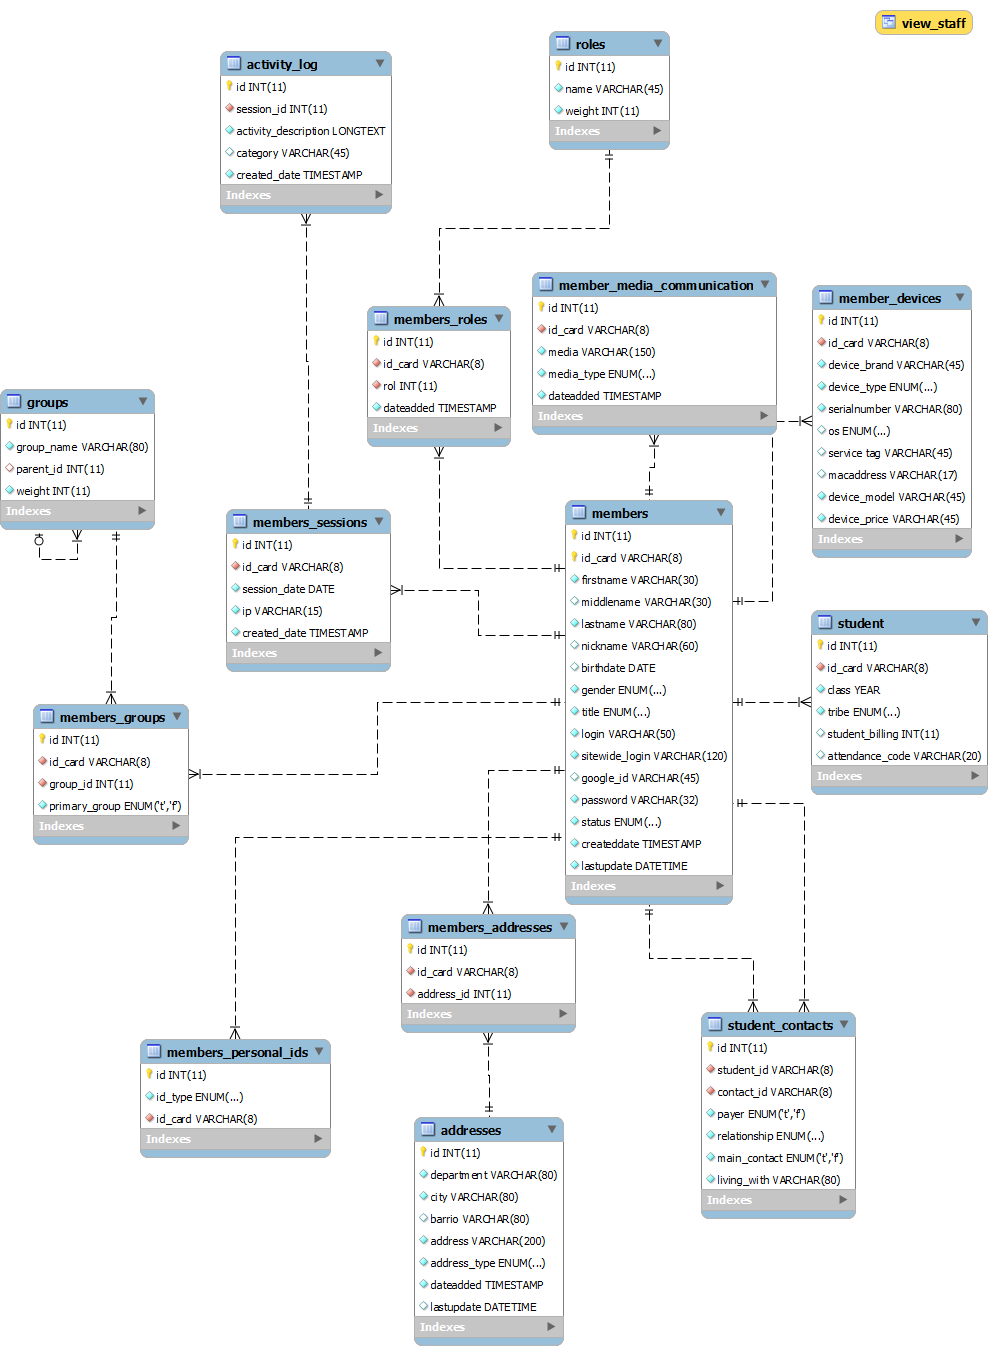 view_staff
roles
id INT(11)
name VARCHAR(45)
weight INT(11)
Indexes
activity_log
id INT(11)
session_id INT(11)
activity_description LONGTEXT
category VARCHAR(45)
created_date TIMESTAMP
Indexes
member_media_communication
id INT(11)
id_card VARCHAR(8)
media VARCHAR(150)
media_type ENUM(...)
dateadded TIMESTAMP
Indexes
member_devices
id INT(11)
id_card VARCHAR(8)
device_brand VARCHAR(45)
device_type ENUM(...)
serialnumber VARCHAR(80)
os ENUM(...)
service tag VARCHAR(45)
macaddress VARCHAR(17)
device_model VARCHAR(45)
device_price VARCHAR(45)
Indexes
members_roles
id INT(11)
id_card VARCHAR(8)
rol INT(11)
dateadded TIMESTAMP
Indexes
groups
id INT(11)
group_name VARCHAR(80)
parent_id INT(11)
weight INT(11)
Indexes
members_sessions
id INT(11)
id_card VARCHAR(8)
session_date DATE
ip VARCHAR(15)
created_date TIMESTAMP
Indexes
members
id INT(11)
id_card VARCHAR(8)
firstname VARCHAR(30)
middlename VARCHAR(30)
lastname VARCHAR(80)
nickname VARCHAR(60)
birthdate DATE
gender ENUM(...)
title ENUM(...)
login VARCHAR(50)
sitewide_login VARCHAR(120)
google_id VARCHAR(45)
password VARCHAR(32)
status ENUM(...)
createddate TIMESTAMP
lastupdate DATETIME
Indexes
student
id INT(11)
id_card VARCHAR(8)
class YEAR
tribe ENUM(...)
student_billing INT(11)
attendance_code VARCHAR(20)
Indexes
members_groups
id INT(11)
id_card VARCHAR(8)
group_id INT(11)
primary_group ENUM('t','f')
Indexes
members_addresses
id INT(11)
id_card VARCHAR(8)
address_id INT(11)
Indexes
members_personal_ids
id INT(11)
id_type ENUM(...)
id_card VARCHAR(8)
Indexes
student_contacts
id INT(11)
student_id VARCHAR(8)
contact_id VARCHAR(8)
payer ENUM('t','f')
relationship ENUM(...)
main_contact ENUM('t','f')
living_with VARCHAR(80)
Indexes
addresses
id INT(11)
department VARCHAR(80)
city VARCHAR(80)
barrio VARCHAR(80)
address VARCHAR(200)
address_type ENUM(...)
dateadded TIMESTAMP
lastupdate DATETIME
Indexes